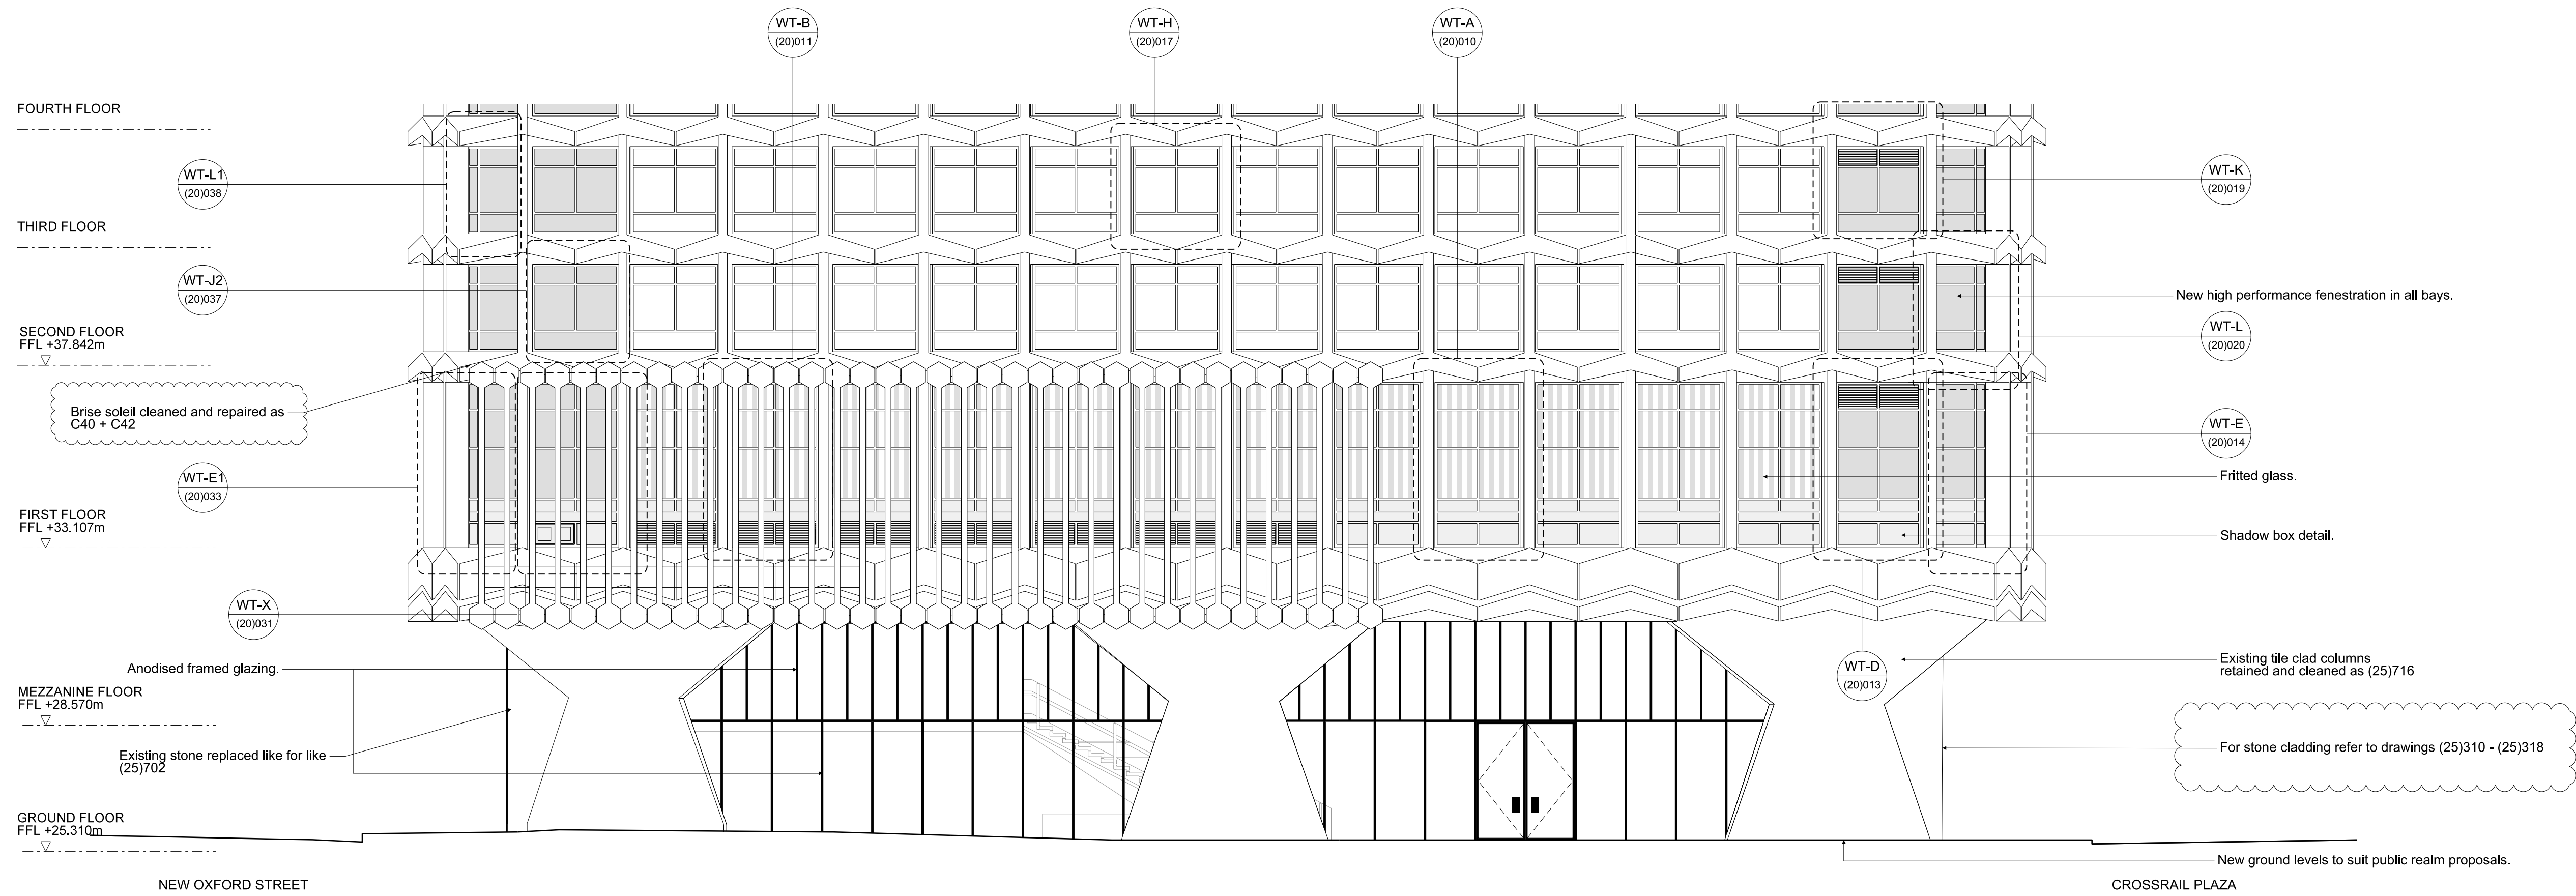 WT-B
(20)011
WT-H
(20)017
WT-A
(20)010
FOURTH FLOOR
WT-L1
(20)038
WT-K
(20)019
THIRD FLOOR
WT-J2
(20)037
New high performance fenestration in all bays.
SECOND FLOOR
FFL +37.842m
WT-L
(20)020
Brise soleil cleaned and repaired as
C40 + C42
WT-E
(20)014
WT-E1
(20)033
Fritted glass.
FIRST FLOOR
FFL +33.107m
Shadow box detail.
WT-X
(20)031
Anodised framed glazing.
WT-D
(20)013
Existing tile clad columns
retained and cleaned as (25)716
MEZZANINE FLOOR
FFL +28.570m
Existing stone replaced like for like
(25)702
For stone cladding refer to drawings (25)310 - (25)318
GROUND FLOOR
FFL +25.310m
New ground levels to suit public realm proposals.
NEW OXFORD STREET
CROSSRAIL PLAZA